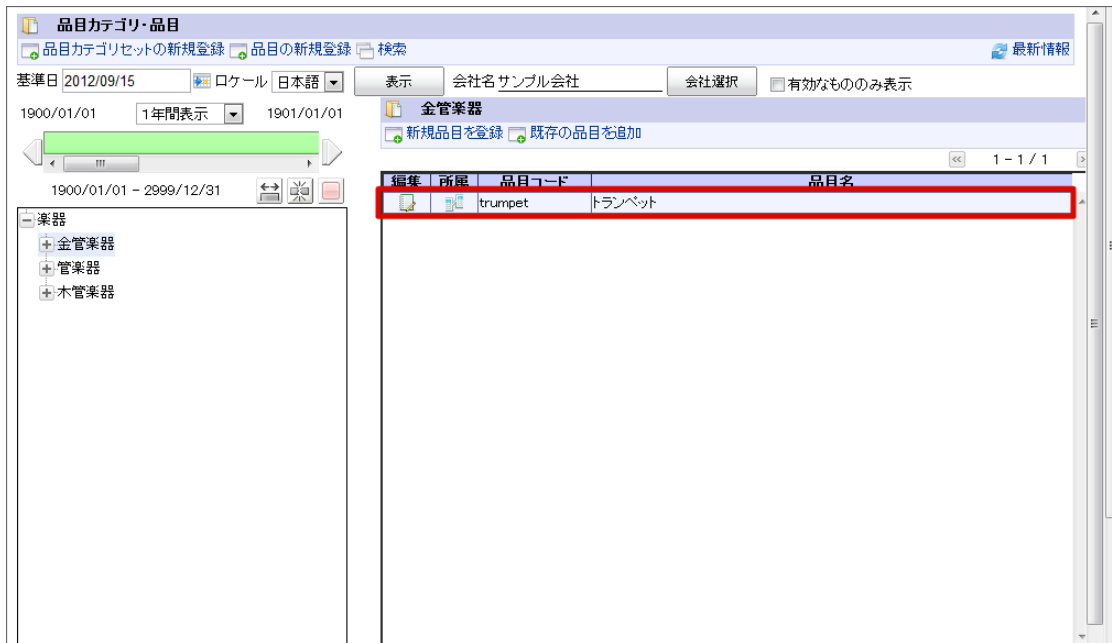 品目カテゴリ・品目
品目カテゴリセットの新規登録 品目の新規登録 検索 最新情報
基準日 2012/09/15 ロケール 日本語 表示 会社名 サンプル会社 会社選択 有効なもののみ表示
1900/01/01 1年間表示 1901/01/01
1900/01/01 - 2999/12/31
楽器
金管楽器
管楽器
木管楽器
金管楽器
新規品目を登録 既存の品目を追加
1 - 1 / 1
編集 所属 品目コード 品目名
trumpet トランペット